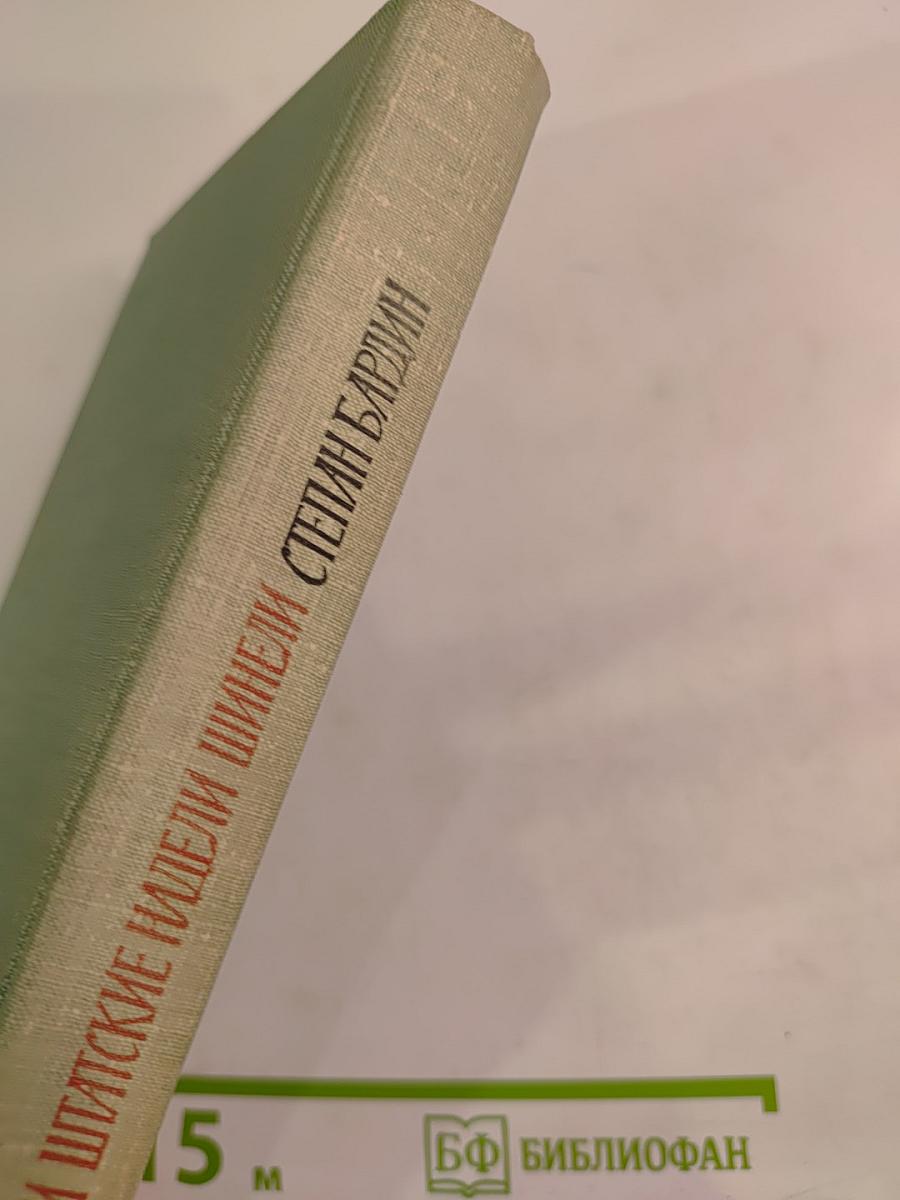 И ШТАТСКИЕ НАДЕЛИ ШИНЕЛИ СТЕПАН БАРДИН
15 м
БФ БИБЛИОФАН